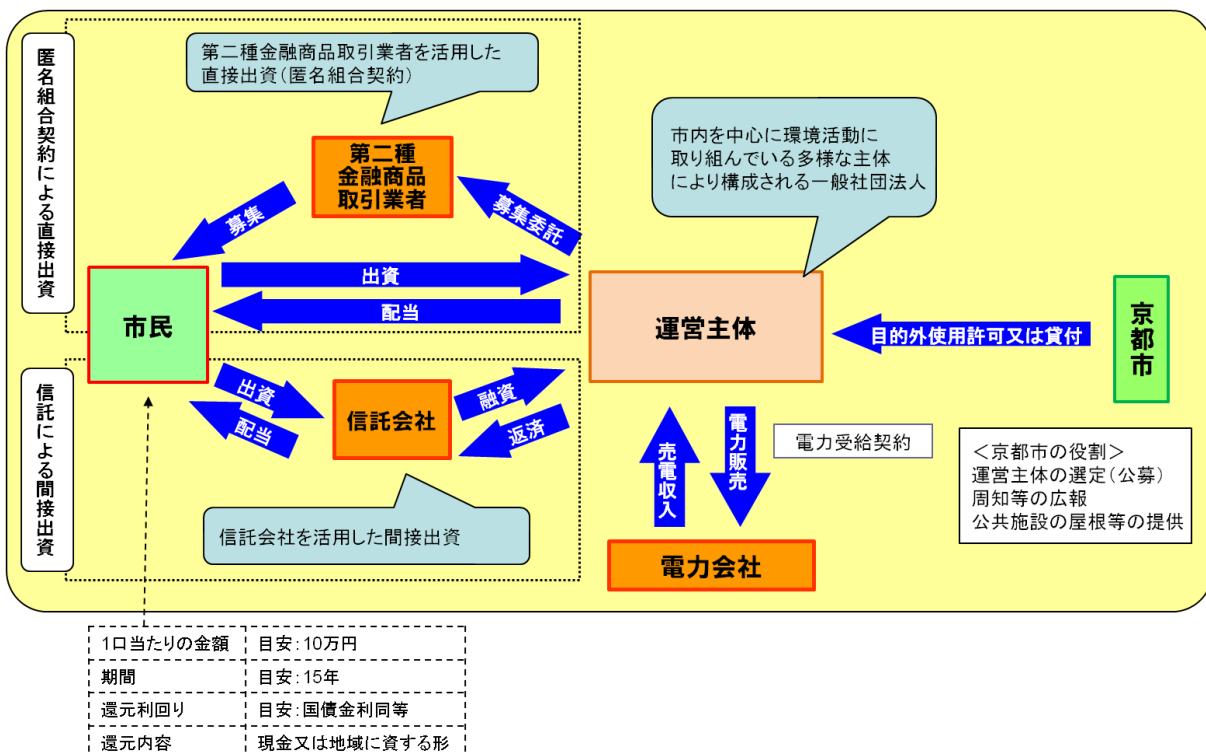 匿名組合契約による直接出資
第二種金融商品取引業者を活用した
直接出資(匿名組合契約)
第二種
金融商品
取引業者
市内を中心に環境活動に
取り組んでいる多様な主体
により構成される一般社団法人
募集
募集委託
出資
配当
市民
運営主体
目的外使用許可又は貸付
京都市
信託による間接出資
出資
配当
信託会社
融資
返済
信託会社を活用した間接出資
売電収入
電力販売
電力受給契約
電力会社
<京都市の役割>
運営主体の選定(公募)
周知等の広報
公共施設の屋根等の提供
1口当たりの金額 目安:10万円
期間 目安:15年
還元利回り 目安:国債金利同等
還元内容 現金又は地域に資する形